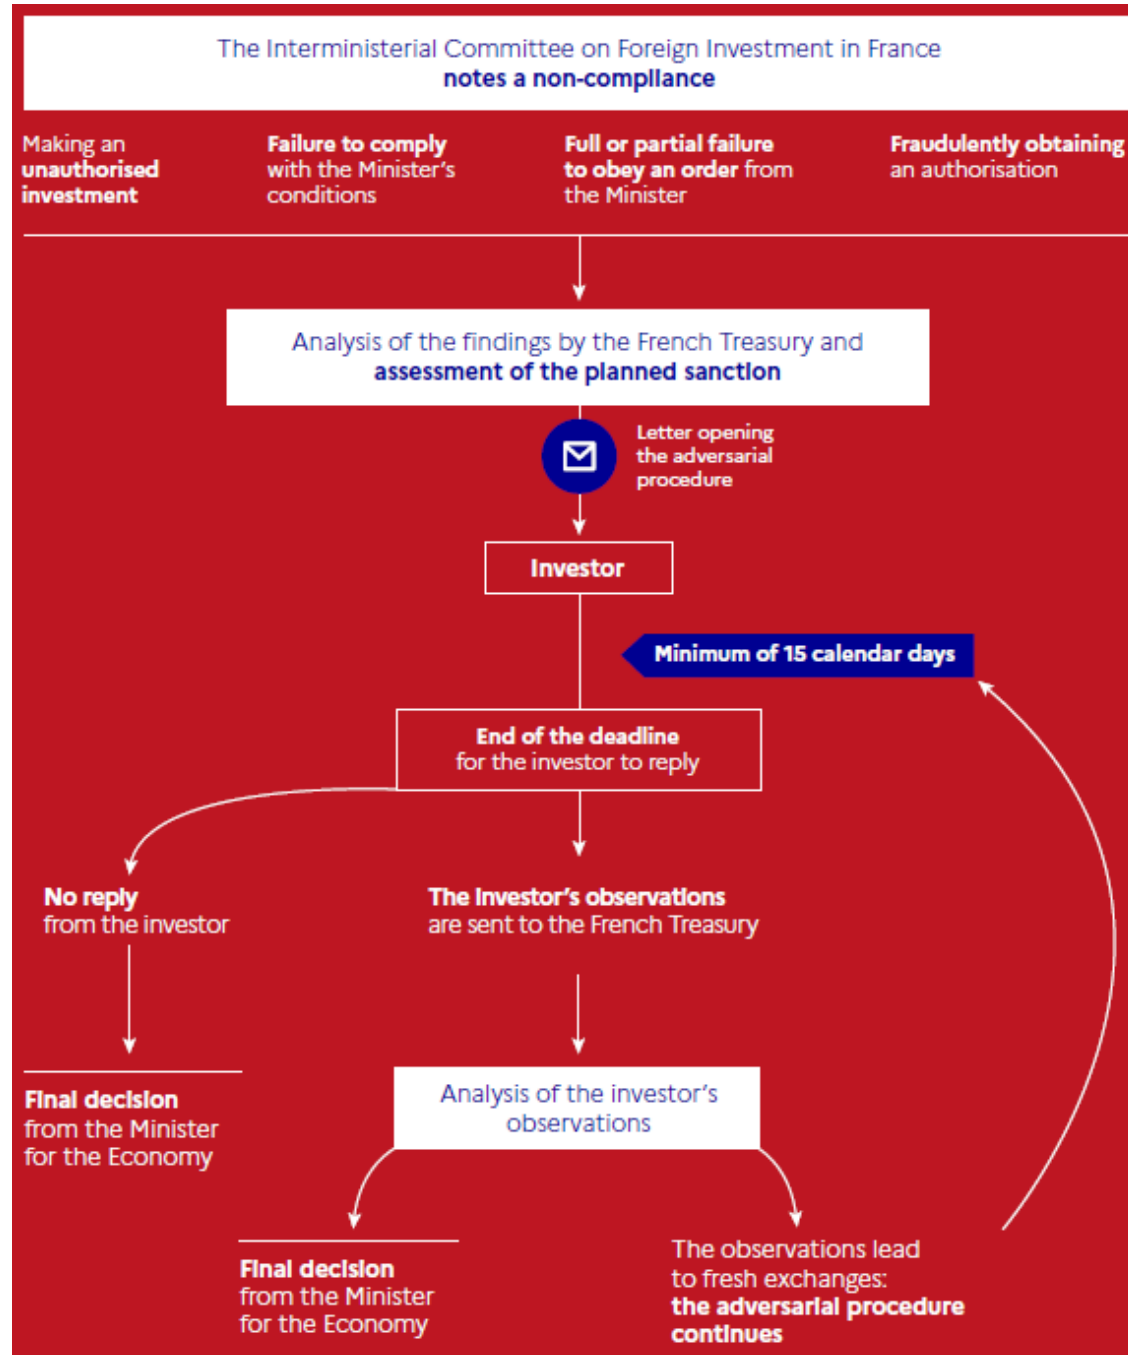 The Interministerial Committee on Foreign Investment in France
notes a non-compliance
Making an
unauthorised
investment
Failure to comply
with the Minister's
conditions
Full or partial failure
to obey an order from
the Minister
Fraudulently obtaining
an authorisation
Analysis of the findings by the French Treasury and
assessment of the planned sanction
Letter opening
the adversarial
procedure
Investor
Minimum of 15 calendar days
End of the deadline
for the investor to reply
No reply
from the investor
The investor's observations
are sent to the French Treasury
Final decision
from the Minister
for the Economy
Analysis of the investor's
observations
Final decision
from the Minister
for the Economy
The observations lead
to fresh exchanges:
the adversarial procedure
continues